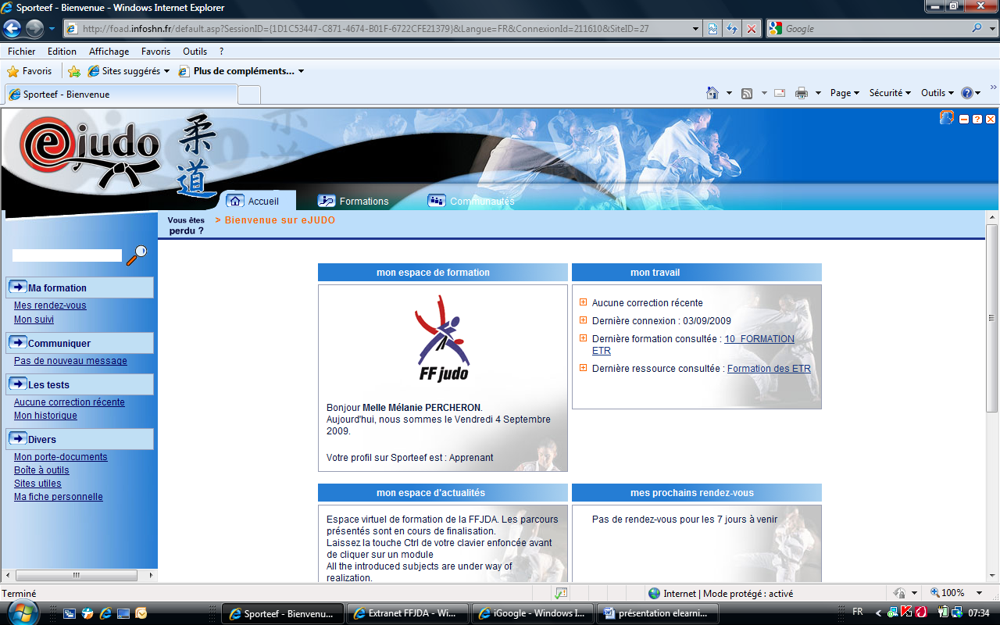 Sporteef - Bienvenue - Windows Internet Explorer
http://foad.infoshn.fr/default.asp?SessionID={1D1C53447-C871-4674-B01F-6722CFE21379}&Langue=FR&ConnexionId=211610&SiteID=27
Google
Fichier Edition Affichage Favoris Outils ?
Favoris Sites suggérés Plus de compléments...
Sporteef - Bienvenue
Page Sécurité Outils
ejudo 柔道
Accueil Formations Communautés
Vous êtes perdu ?
> Bienvenue sur eJUDO
Ma formation
Mes rendez-vous
Mon suivi
Communiquer
Pas de nouveau message
Les tests
Aucune correction récente
Mon historique
Divers
Mon porte-documents
Boîte à outils
Sites utiles
Ma fiche personnelle
mon espace de formation
FF judo
Bonjour Melle Mélanie PERCHERON.
Aujourd'hui, nous sommes le Vendredi 4 Septembre
2009.
Votre profil sur Sporteef est : Apprenant
mon travail
Aucune correction récente
Dernière connexion : 03/09/2009
Dernière formation consultée : 10_FORMATION
ETR
Dernière ressource consultée : Formation des ETR
mon espace d'actualités
Espace virtuel de formation de la FFJDA. Les parcours
présentés sont en cours de finalisation.
Laissez la touche Ctrl de votre clavier enfoncée avant
de cliquer sur un module
All the introduced subjects are under way of
realization.
mes prochains rendez-vous
Pas de rendez-vous pour les 7 jours à venir
Terminé
Internet | Mode protégé : activé
100%
Sporteef - Bienvenu...
Extranet FFJDA - Wi...
iGoogle - Windows I...
présentation elearni...
FR
07:34